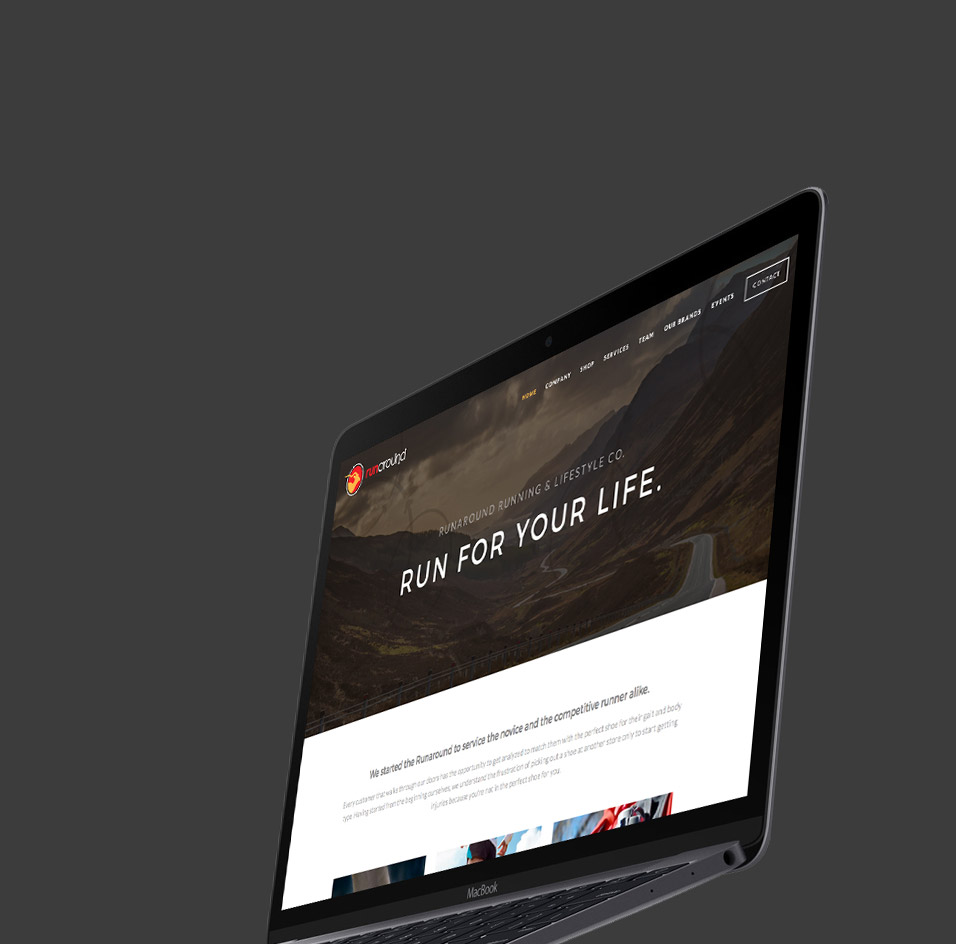 runaround
HOME COMPANY SHOP SERVICES TEAM OUR BRANDS EVENTS CONTACT
RUNAROUND RUNNING & LIFESTYLE CO.
RUN FOR YOUR LIFE.
We started the Runaround to service the novice and the competitive runner alike.
Every customer that walks through our doors has the opportunity to get analyzed to match them with the perfect shoe for their gait and body
type. Having started from the beginning ourselves, we understand the frustration of picking out a shoe at another store only to start getting
injuries because you're not in the perfect shoe for you.
MacBook